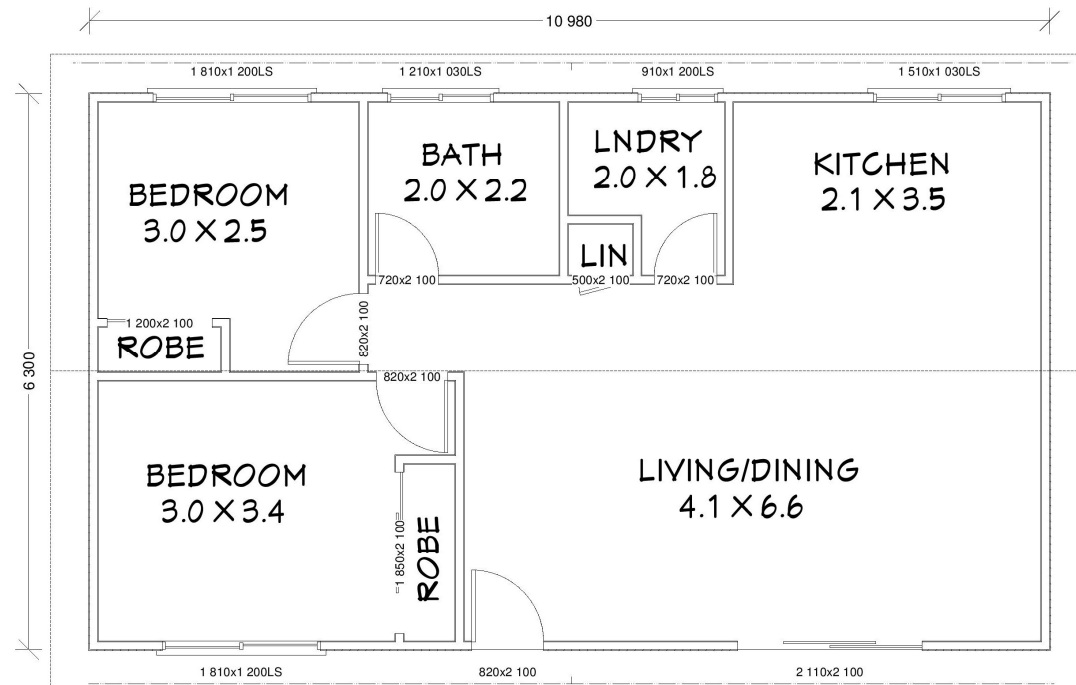 10 980
1 810x1 200LS
1 210x1 030LS
910x1 200LS
1 510x1 030LS
BATH
2.0 X 2.2
LNDRY
2.0 X 1.8
KITCHEN
2.1 X 3.5
BEDROOM
3.0 X 2.5
LIN
720x2 100
500x2 100
720x2 100
1 200x2 100
820x2 100
ROBE
6 300
820x2 100
BEDROOM
3.0 X 3.4
LIVING/DINING
4.1 X 6.6
1 850x2 100
ROBE
1 810x1 200LS
820x2 100
2 110x2 100